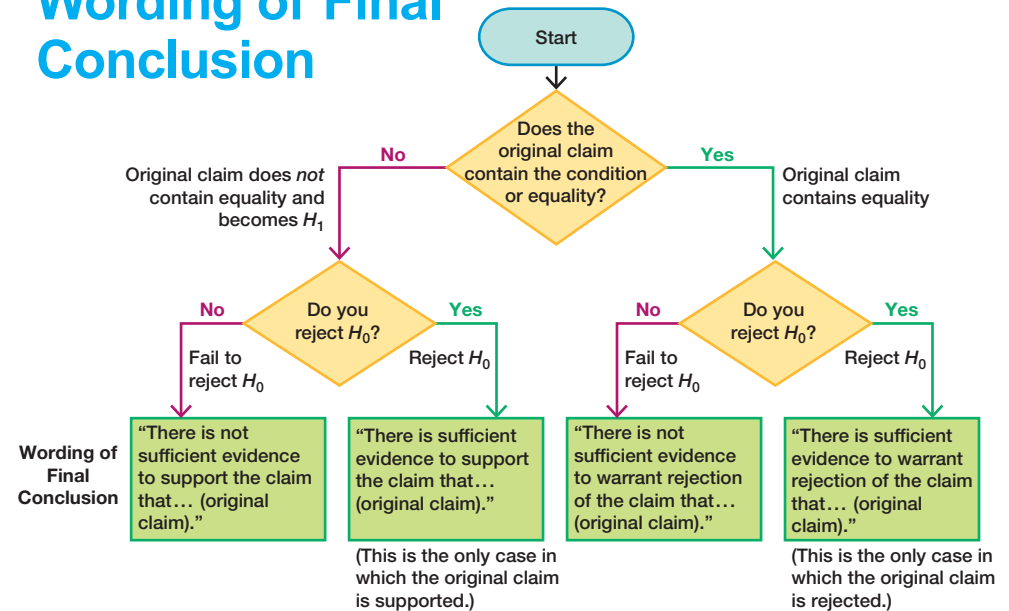 Wording of Final
Conclusion
Start
Does the
original claim
contain the condition
or equality?
No
Yes
Original claim does not
contain equality and
becomes H1
Original claim
contains equality
Do you
reject H0?
No
Yes
Fail to
reject H0
Reject H0
Do you
reject H0?
No
Yes
Fail to
reject H0
Reject H0
Wording of
Final
Conclusion
“There is not
sufficient evidence
to support the claim
that… (original
claim).”
“There is sufficient
evidence to support
the claim that…
(original claim).”
(This is the only case in
which the original claim
is supported.)
“There is not
sufficient evidence
to warrant rejection
of the claim that…
(original claim).”
“There is sufficient
evidence to warrant
rejection of the claim
that… (original
claim).”
(This is the only case in
which the original claim
is rejected.)